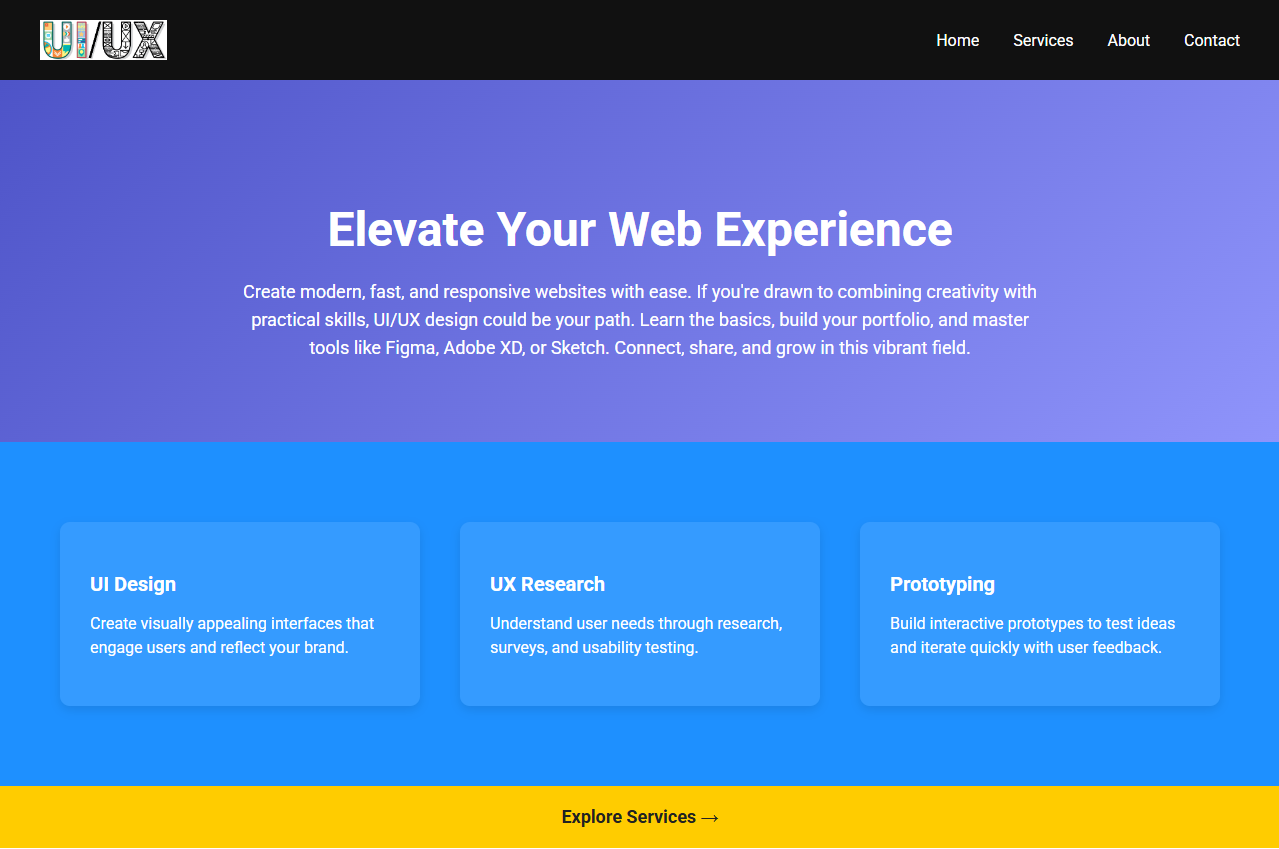 UI/UX
Home
Services
About
Contact
Elevate Your Web Experience
Create modern, fast, and responsive websites with ease. If you're drawn to combining creativity with
practical skills, UI/UX design could be your path. Learn the basics, build your portfolio, and master
tools like Figma, Adobe XD, or Sketch. Connect, share, and grow in this vibrant field.
UI Design
Create visually appealing interfaces that
engage users and reflect your brand.
UX Research
Understand user needs through research,
surveys, and usability testing.
Prototyping
Build interactive prototypes to test ideas
and iterate quickly with user feedback.
Explore Services →